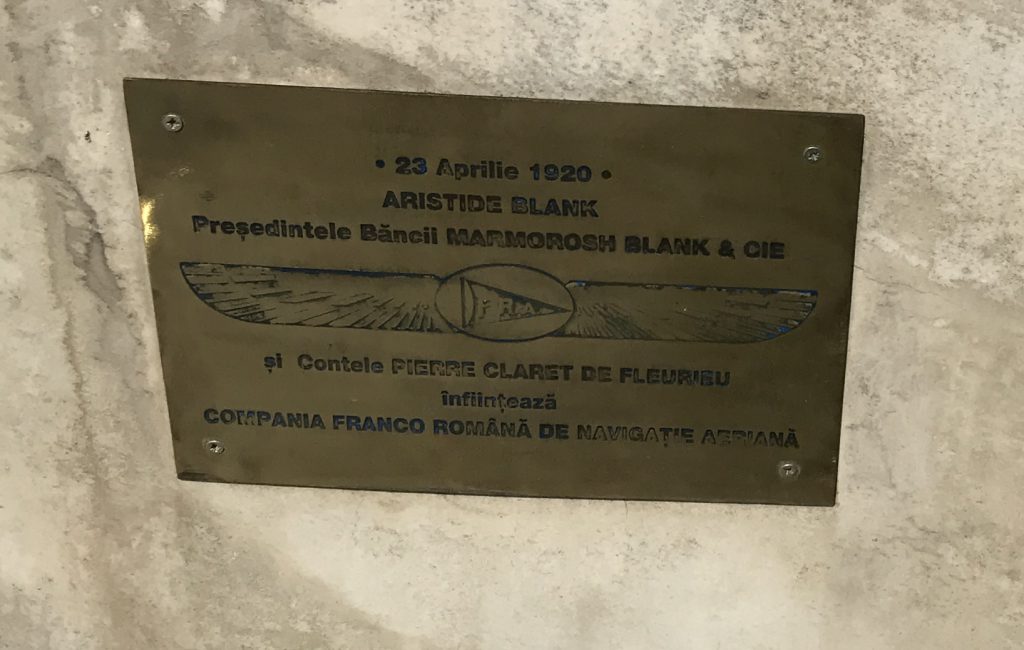 • 23 Aprilie 1920 •
ARISTIDE BLANK
Președintele Băncii MARMOROSH BLANK & CIE
F R A
și Contele PIERRE CLARET DE FLEURIEU
înființează
COMPANIA FRANCO ROMÂNĂ DE NAVIGAȚIE AERIANĂ